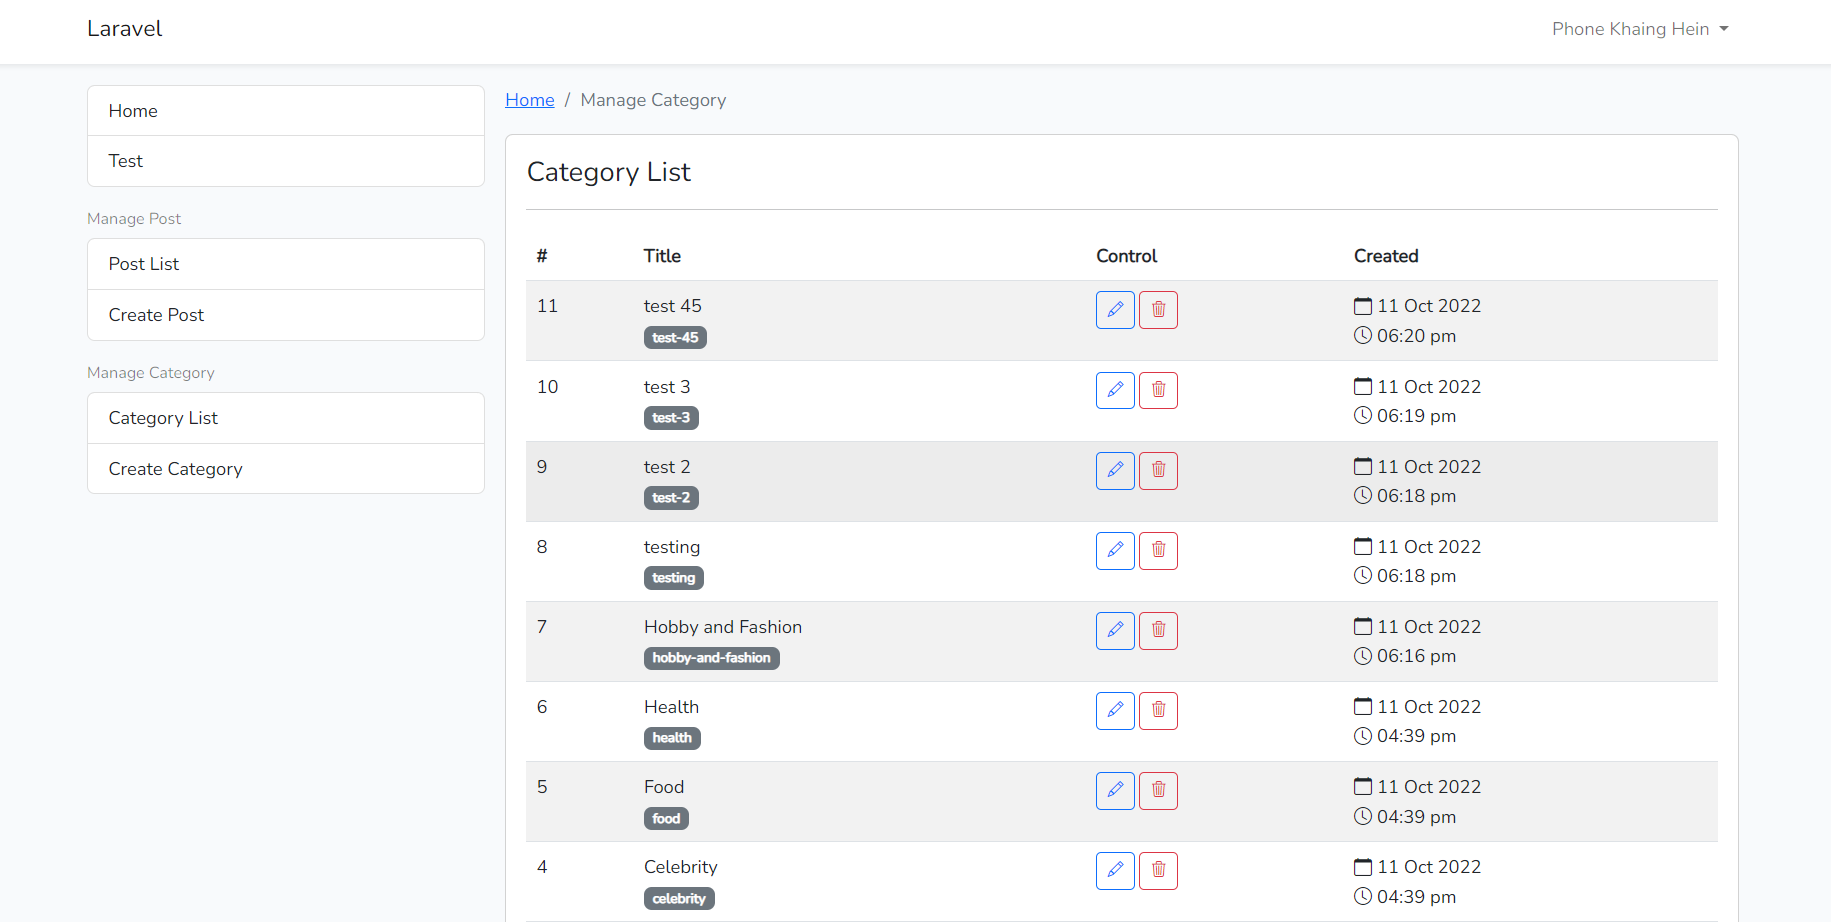 Laravel
Phone Khaing Hein
Home
Test
Manage Post
Post List
Create Post
Manage Category
Category List
Create Category
Home / Manage Category
Category List
# Title Control Created
11 test 45 11 Oct 2022
test-45 06:20 pm
10 test 3 11 Oct 2022
test-3 06:19 pm
9 test 2 11 Oct 2022
test-2 06:18 pm
8 testing 11 Oct 2022
testing 06:18 pm
7 Hobby and Fashion 11 Oct 2022
hobby-and-fashion 06:16 pm
6 Health 11 Oct 2022
health 04:39 pm
5 Food 11 Oct 2022
food 04:39 pm
4 Celebrity 11 Oct 2022
celebrity 04:39 pm